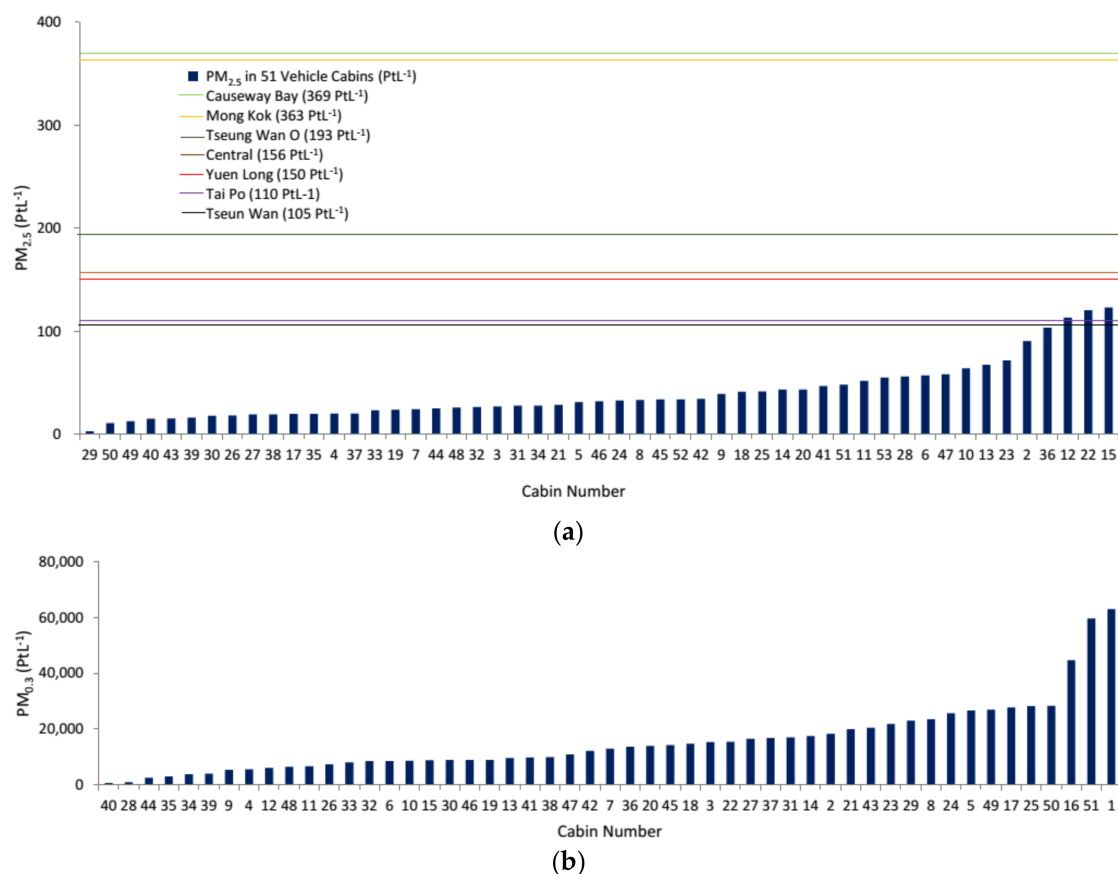 400
300
200
100
0
PM2.5 (PtL-1)
PM2.5 in 51 Vehicle Cabins (PtL-1)
Causeway Bay (369 PtL-1)
Mong Kok (363 PtL-1)
Tseung Wan O (193 PtL-1)
Central (156 PtL-1)
Yuen Long (150 PtL-1)
Tai Po (110 PtL-1)
Tseun Wan (105 PtL-1)
29 50 49 40 43 39 30 26 27 38 17 35 4 37 33 19 7 44 48 32 3 31 34 21 5 46 24 8 45 52 42 9 18 25 14 20 41 51 11 53 28 6 47 10 13 23 2 36 12 22 15
Cabin Number
(a)
80,000
60,000
40,000
20,000
0
PM0.3 (PtL-1)
40 28 44 35 34 39 9 4 12 48 11 26 33 32 6 10 15 30 46 19 13 41 38 47 42 7 36 20 45 18 3 22 27 37 31 14 2 21 43 23 29 8 24 5 49 17 25 50 16 51 1
Cabin Number
(b)